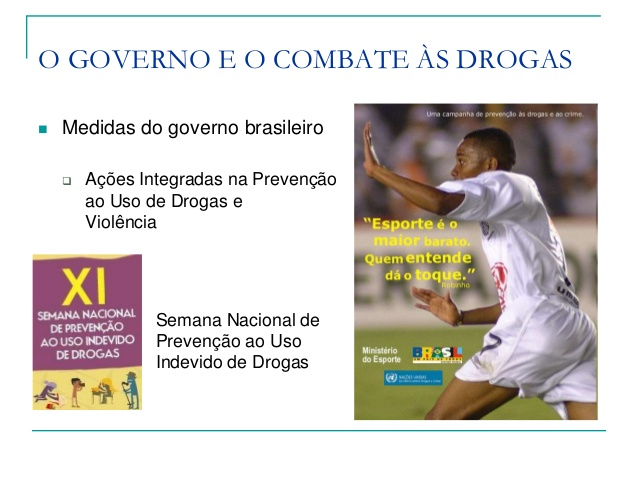 O GOVERNO E O COMBATE ÀS DROGAS
Medidas do governo brasileiro
Ações Integradas na Prevenção
ao Uso de Drogas e
Violência
XI
SEMANA NACIONAL
DE PREVENÇÃO
AO USO INDEVIDO
DE DROGAS
Semana Nacional de
Prevenção ao Uso
Indevido de Drogas
Uma campanha de prevenção às drogas e ao crime.
"Esporte é o
maior barato.
Quem entende
dá o toque."
Robinho
Ministério
do Esporte
BRASIL
NAÇÕES UNIDAS